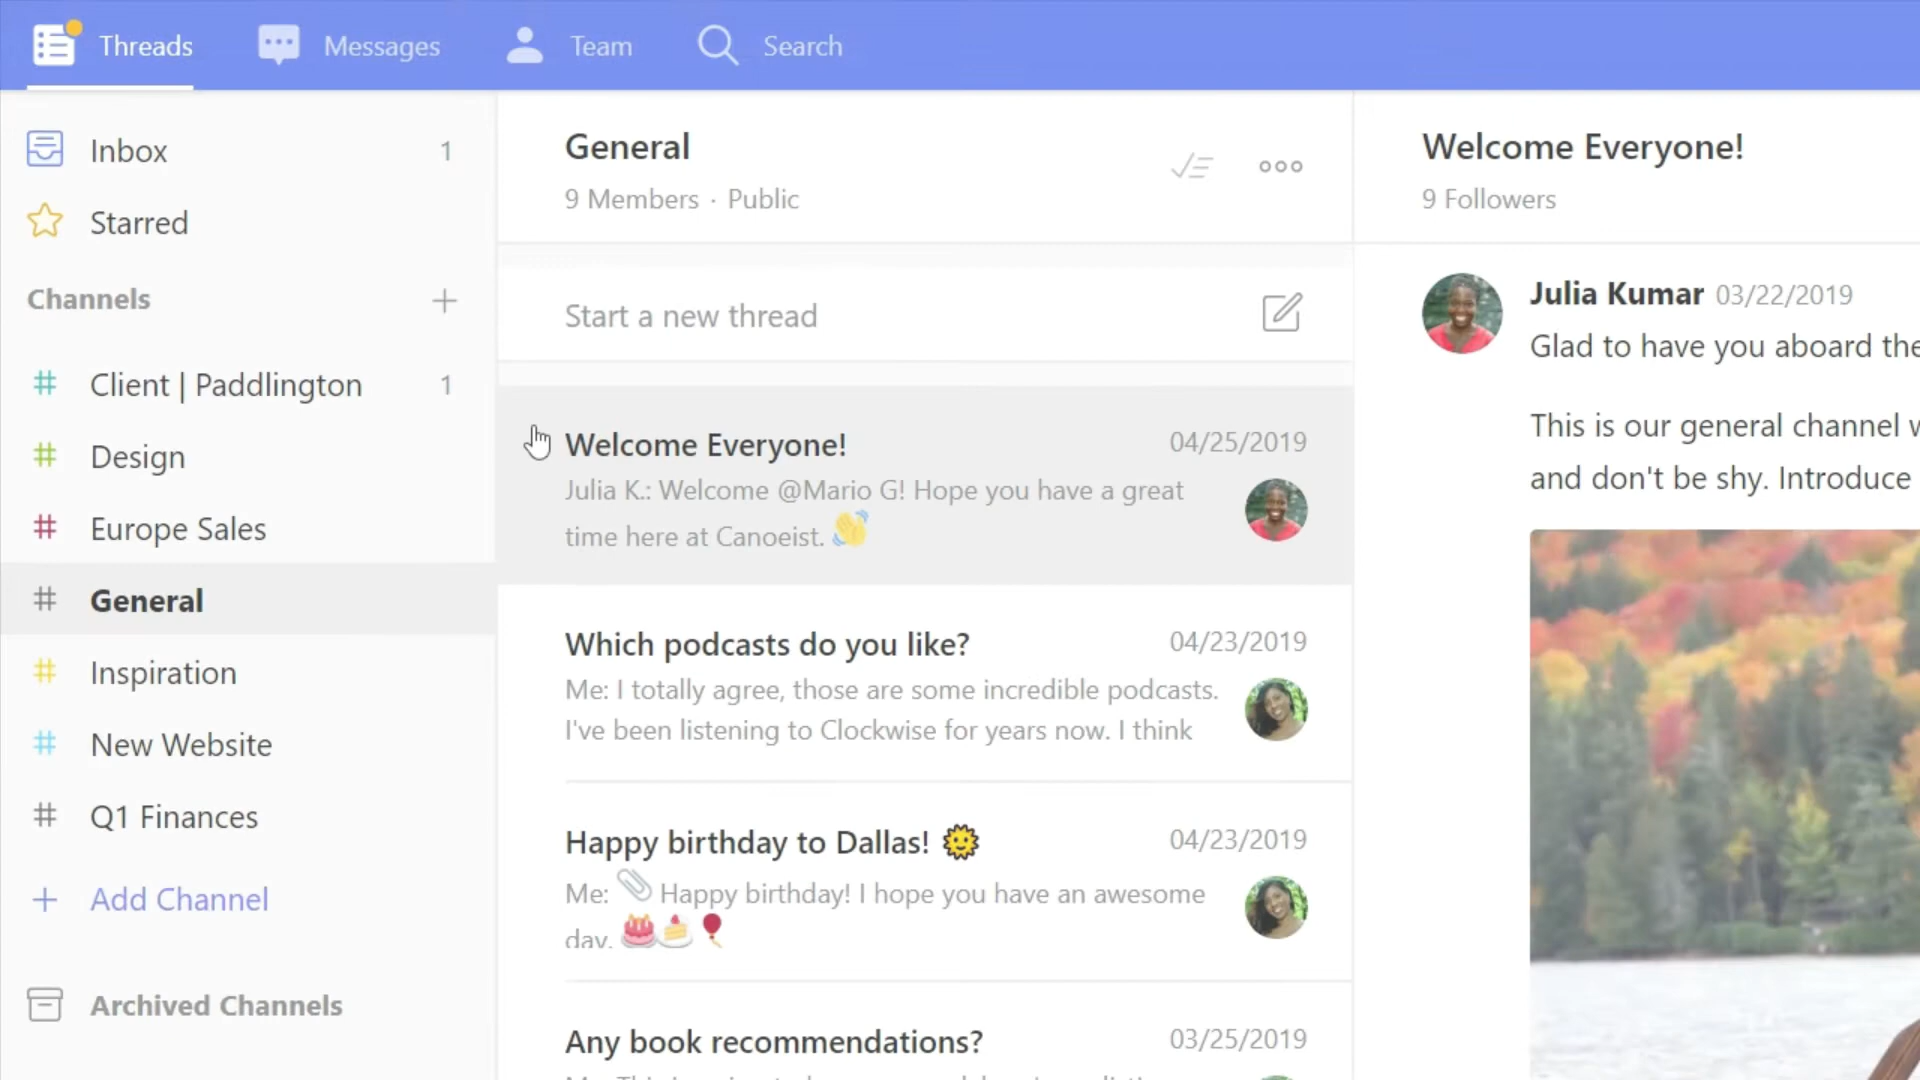 Threads
Messages
Team
Search
Inbox 1
Starred
Channels
Client | Paddlington 1
Design
Europe Sales
General
Inspiration
New Website
Q1 Finances
Add Channel
Archived Channels
General
9 Members · Public
Start a new thread
Welcome Everyone! 04/25/2019
Julia K.: Welcome @Mario G! Hope you have a great
time here at Canoeist. 👋
Which podcasts do you like? 04/23/2019
Me: I totally agree, those are some incredible podcasts.
I've been listening to Clockwise for years now. I think
Happy birthday to Dallas! 🌞 04/23/2019
Me: 📎 Happy birthday! I hope you have an awesome
day. 🎂🍰🎈
Any book recommendations? 03/25/2019
Welcome Everyone!
9 Followers
Julia Kumar 03/22/2019
Glad to have you aboard
This is our general channel
and don't be shy. Introduce